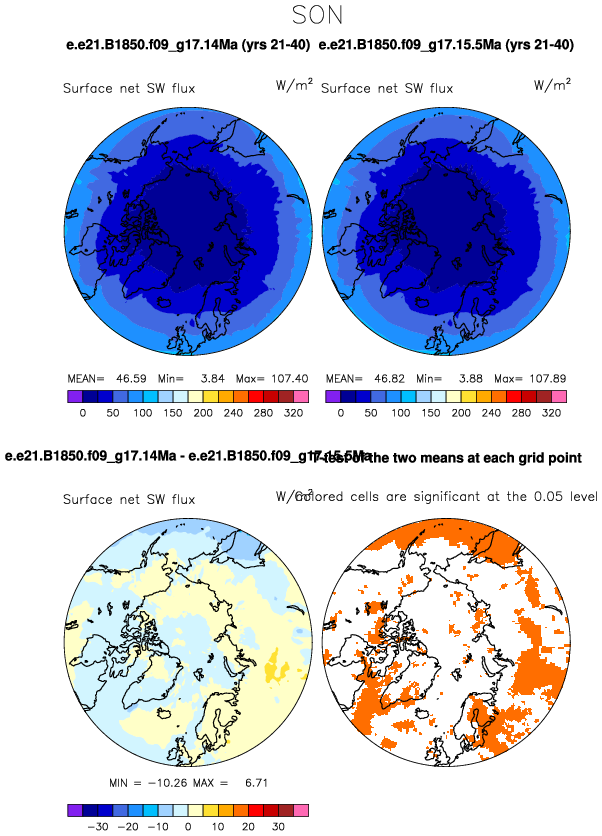 SON
e.e21.B1850.f09_g17.14Ma (yrs 21-40) e.e21.B1850.f09_g17.15.5Ma (yrs 21-40)
Surface net SW flux W/m² Surface net SW flux W/m²
MEAN= 46.59 Min= 3.84 Max= 107.40 MEAN= 46.82 Min= 3.88 Max= 107.89
0 50 100 150 200 240 280 320 0 50 100 150 200 240 280 320
e.e21.B1850.f09_g17.14Ma - e.e21.B1850.f09_g17.15.5Ma T-test of the two means at each grid point
Surface net SW flux W/m² Colored cells are significant at the 0.05 level
MIN = −10.26 MAX = 6.71
−30 −20 −10 0 10 20 30